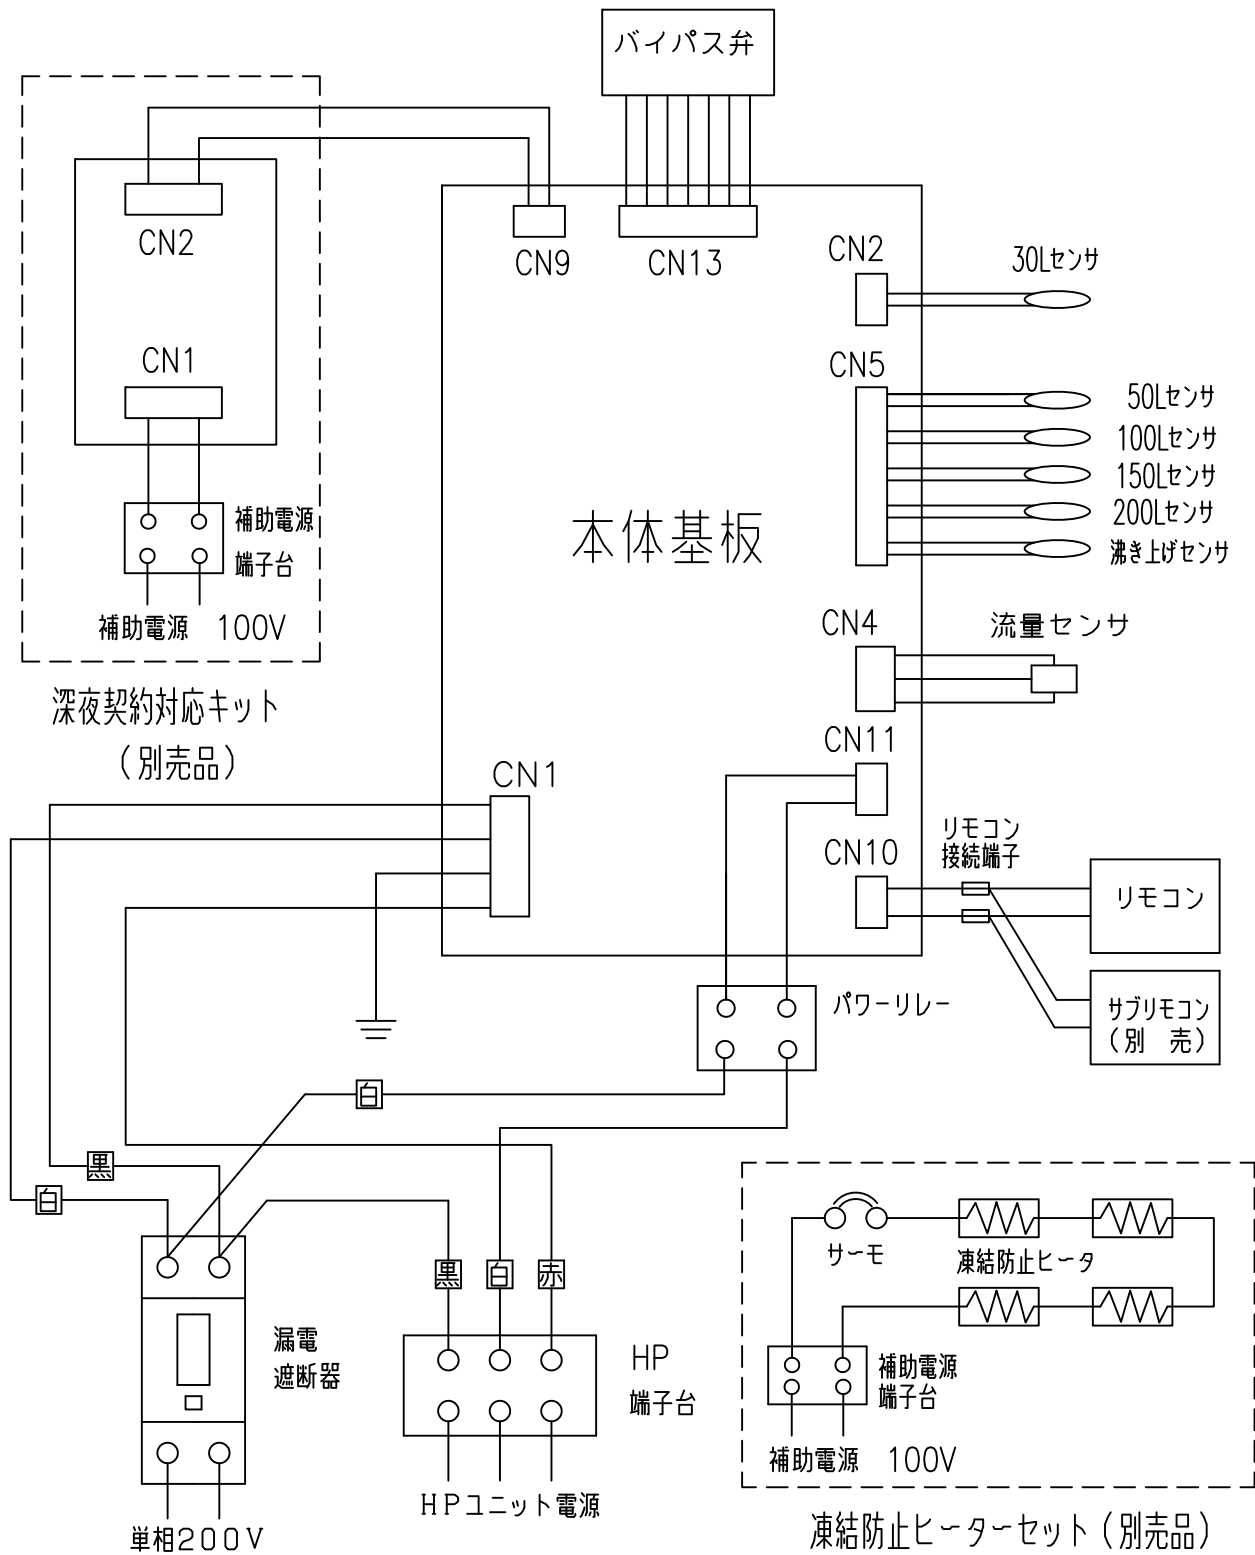 バイパス弁
CN2
CN9
CN13
CN2
30Lセンサ
CN1
CN5
50Lセンサ
100Lセンサ
150Lセンサ
200Lセンサ
沸き上げセンサ
本体基板
補助電源
端子台
補助電源 100V
深夜契約対応キット
(別売品)
CN4
流量センサ
CN11
CN1
CN10
リモコン
接続端子
リモコン
サブリモコン
(別 売)
パワーリレー
白
黒
白
黒
白
赤
漏電
遮断器
単相200V
HP
端子台
HPユニット電源
サーモ
凍結防止ヒータ
補助電源
端子台
補助電源 100V
凍結防止ヒーターセット(別売品)